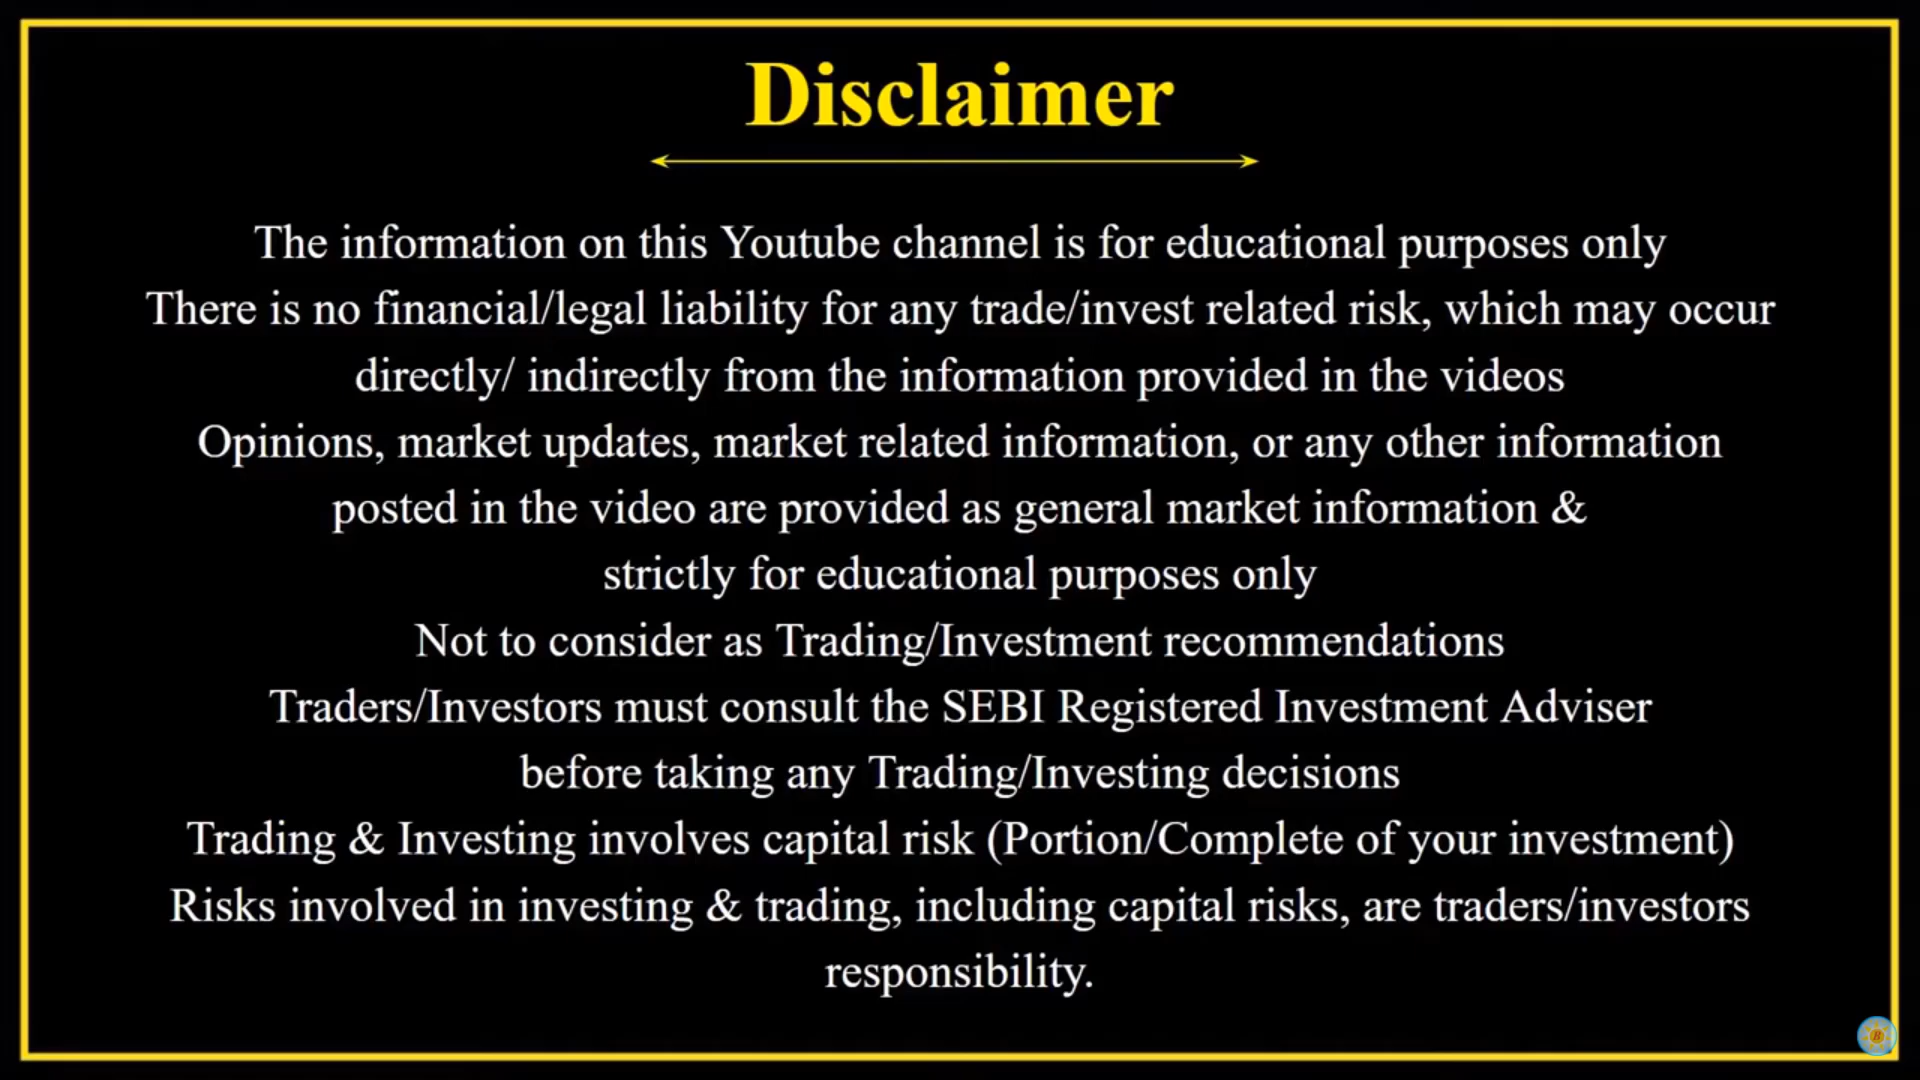 Disclaimer
The information on this Youtube channel is for educational purposes only
There is no financial/legal liability for any trade/invest related risk, which may occur
directly/ indirectly from the information provided in the videos
Opinions, market updates, market related information, or any other information
posted in the video are provided as general market information &
strictly for educational purposes only
Not to consider as Trading/Investment recommendations
Traders/Investors must consult the SEBI Registered Investment Adviser
before taking any Trading/Investing decisions
Trading & Investing involves capital risk (Portion/Complete of your investment)
Risks involved in investing & trading, including capital risks, are traders/investors
responsibility.